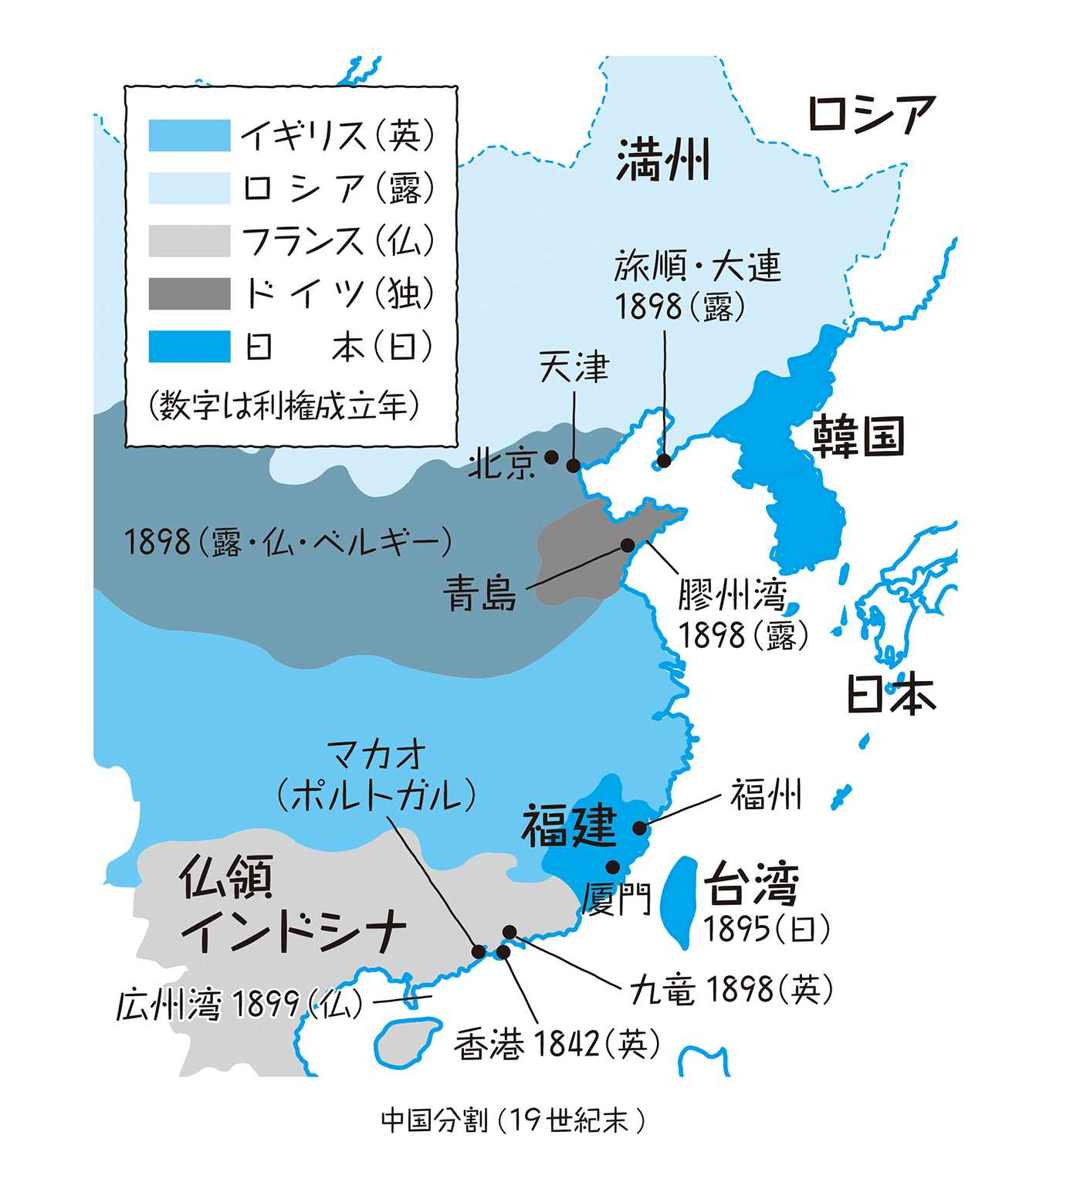 イギリス(英)
ロシア(露)
フランス(仏)
ドイツ(独)
日本(日)
(数字は利権成立年)
ロシア
満州
旅順・大連
1898(露)
天津
韓国
北京
1898(露・仏・ベルギー)
青島
膠州湾
1898(露)
日本
マカオ
(ポルトガル)
福州
福建
厦門
台湾
1895(日)
仏領
インドシナ
九竜 1898(英)
広州湾 1899(仏)
香港 1842(英)
中国分割(19世紀末)